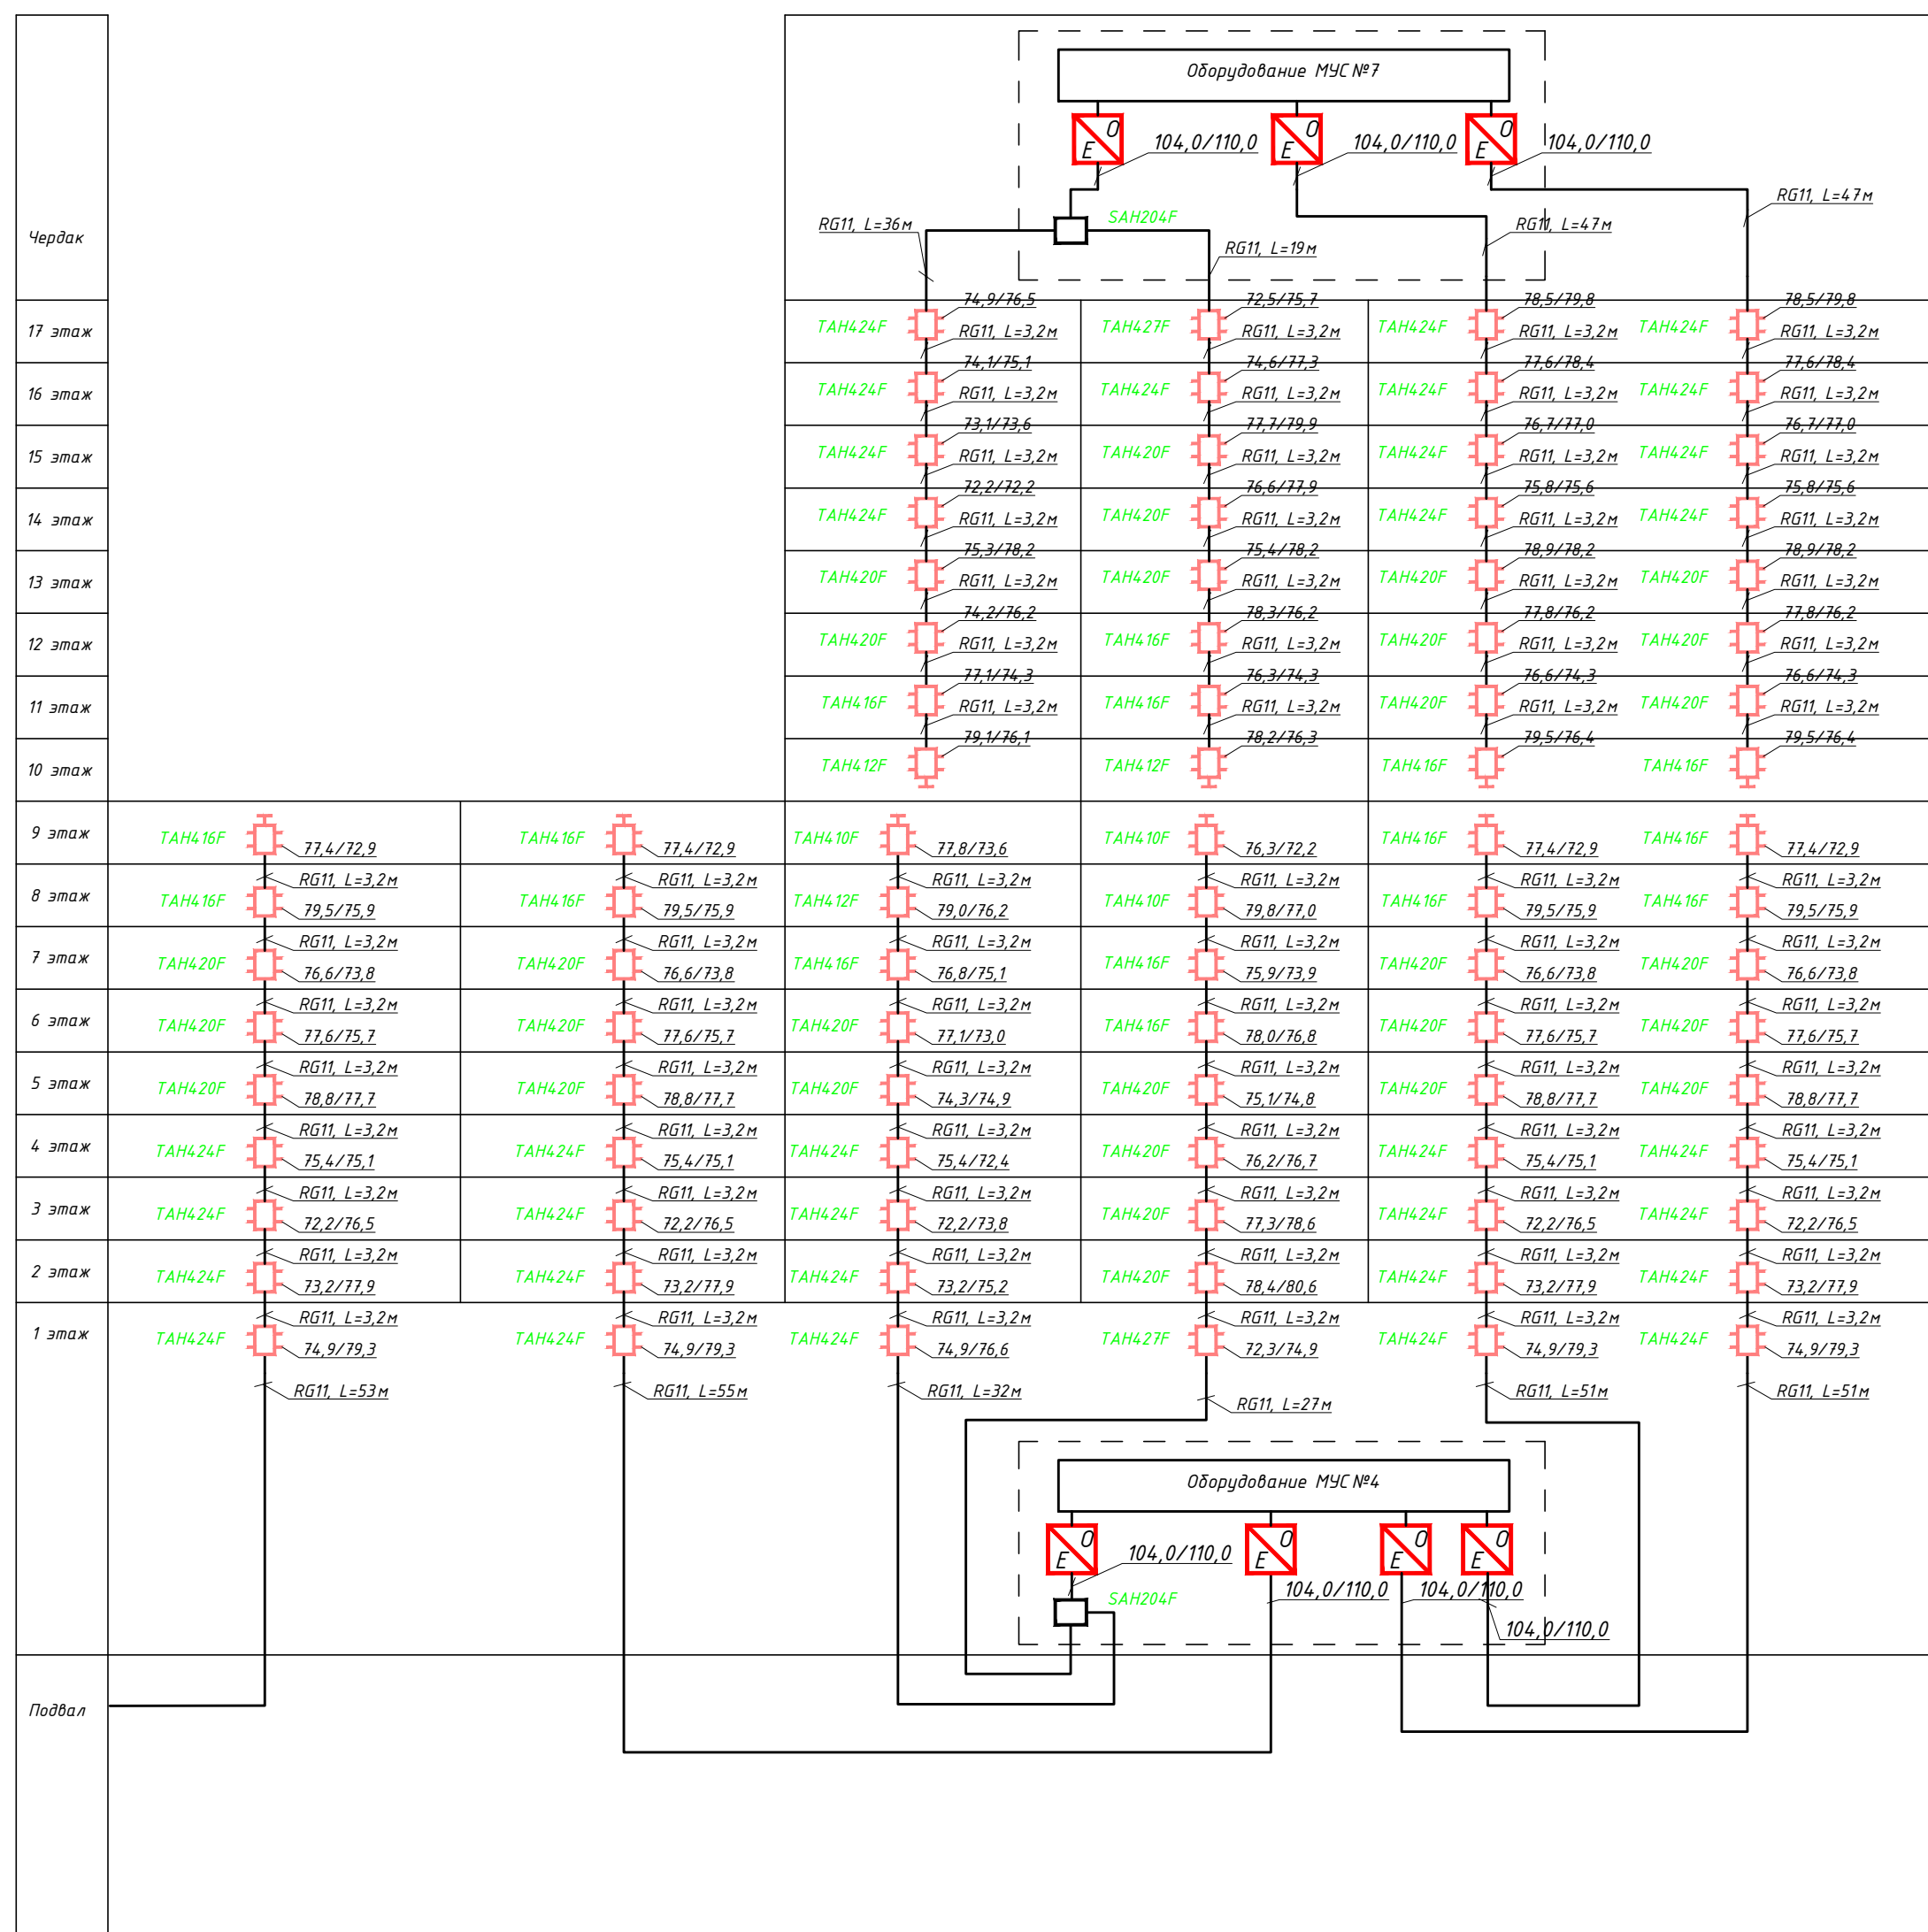 Оборудование МУС №7
O
E
104,0/110,0
O
E
104,0/110,0
O
E
104,0/110,0
Чердак
SAH204F
RG11, L=36м
RG11, L=19м
RG11, L=47м
RG11, L=47м
17 этаж
74,9/76,5 72,5/75,7 78,5/79,8 78,5/79,8
TAH424F TAH427F TAH424F TAH424F
RG11, L=3,2м RG11, L=3,2м RG11, L=3,2м RG11, L=3,2м
16 этаж
74,1/75,1 74,6/77,3 77,6/78,4 77,6/78,4
TAH424F TAH424F TAH424F TAH424F
RG11, L=3,2м RG11, L=3,2м RG11, L=3,2м RG11, L=3,2м
15 этаж
73,1/73,6 77,7/79,9 76,7/77,0 76,7/77,0
TAH424F TAH420F TAH424F TAH424F
RG11, L=3,2м RG11, L=3,2м RG11, L=3,2м RG11, L=3,2м
14 этаж
72,2/72,2 76,6/77,9 75,8/75,6 75,8/75,6
TAH424F TAH420F TAH424F TAH424F
RG11, L=3,2м RG11, L=3,2м RG11, L=3,2м RG11, L=3,2м
13 этаж
75,3/78,2 75,4/78,2 78,9/78,2 78,9/78,2
TAH420F TAH420F TAH420F TAH420F
RG11, L=3,2м RG11, L=3,2м RG11, L=3,2м RG11, L=3,2м
12 этаж
74,2/76,2 78,3/76,2 77,8/76,2 77,8/76,2
TAH420F TAH416F TAH420F TAH420F
RG11, L=3,2м RG11, L=3,2м RG11, L=3,2м RG11, L=3,2м
11 этаж
77,1/74,3 76,3/74,3 76,6/74,3 76,6/74,3
TAH416F TAH416F TAH420F TAH420F
RG11, L=3,2м RG11, L=3,2м RG11, L=3,2м RG11, L=3,2м
10 этаж
79,1/76,1 78,2/76,3 79,5/76,4 79,5/76,4
TAH412F TAH412F TAH416F TAH416F
9 этаж
TAH416F TAH416F TAH410F TAH410F TAH416F TAH416F
77,4/72,9 77,4/72,9 77,8/73,6 76,3/72,2 77,4/72,9 77,4/72,9
8 этаж
RG11, L=3,2м RG11, L=3,2м RG11, L=3,2м RG11, L=3,2м RG11, L=3,2м RG11, L=3,2м
TAH416F TAH416F TAH412F TAH410F TAH416F TAH416F
79,5/75,9 79,5/75,9 79,0/76,2 79,8/77,0 79,5/75,9 79,5/75,9
7 этаж
RG11, L=3,2м RG11, L=3,2м RG11, L=3,2м RG11, L=3,2м RG11, L=3,2м RG11, L=3,2м
TAH420F TAH420F TAH416F TAH416F TAH420F TAH420F
76,6/73,8 76,6/73,8 76,8/75,1 75,9/73,9 76,6/73,8 76,6/73,8
6 этаж
RG11, L=3,2м RG11, L=3,2м RG11, L=3,2м RG11, L=3,2м RG11, L=3,2м RG11, L=3,2м
TAH420F TAH420F TAH420F TAH416F TAH420F TAH420F
77,6/75,7 77,6/75,7 77,1/73,0 78,0/76,8 77,6/75,7 77,6/75,7
5 этаж
RG11, L=3,2м RG11, L=3,2м RG11, L=3,2м RG11, L=3,2м RG11, L=3,2м RG11, L=3,2м
TAH420F TAH420F TAH420F TAH420F TAH420F TAH420F
78,8/77,7 78,8/77,7 74,3/74,9 75,1/74,8 78,8/77,7 78,8/77,7
4 этаж
RG11, L=3,2м RG11, L=3,2м RG11, L=3,2м RG11, L=3,2м RG11, L=3,2м RG11, L=3,2м
TAH424F TAH424F TAH424F TAH420F TAH424F TAH424F
75,4/75,1 75,4/75,1 75,4/72,4 76,2/76,7 75,4/75,1 75,4/75,1
3 этаж
RG11, L=3,2м RG11, L=3,2м RG11, L=3,2м RG11, L=3,2м RG11, L=3,2м RG11, L=3,2м
TAH424F TAH424F TAH424F TAH420F TAH424F TAH424F
72,2/76,5 72,2/76,5 72,2/73,8 77,3/78,6 72,2/76,5 72,2/76,5
2 этаж
RG11, L=3,2м RG11, L=3,2м RG11, L=3,2м RG11, L=3,2м RG11, L=3,2м RG11, L=3,2м
TAH424F TAH424F TAH424F TAH420F TAH424F TAH424F
73,2/77,9 73,2/77,9 73,2/75,2 78,4/80,6 73,2/77,9 73,2/77,9
1 этаж
RG11, L=3,2м RG11, L=3,2м RG11, L=3,2м RG11, L=3,2м RG11, L=3,2м RG11, L=3,2м
TAH424F TAH424F TAH424F TAH427F TAH424F TAH424F
74,9/79,3 74,9/79,3 74,9/76,6 72,3/74,9 74,9/79,3 74,9/79,3
RG11, L=53м RG11, L=55м RG11, L=32м RG11, L=27м RG11, L=51м RG11, L=51м
Оборудование МУС №4
O
E
O
E
O
E
O
E
104,0/110,0
SAH204F
104,0/110,0
104,0/110,0
104,0/110,0
Подвал